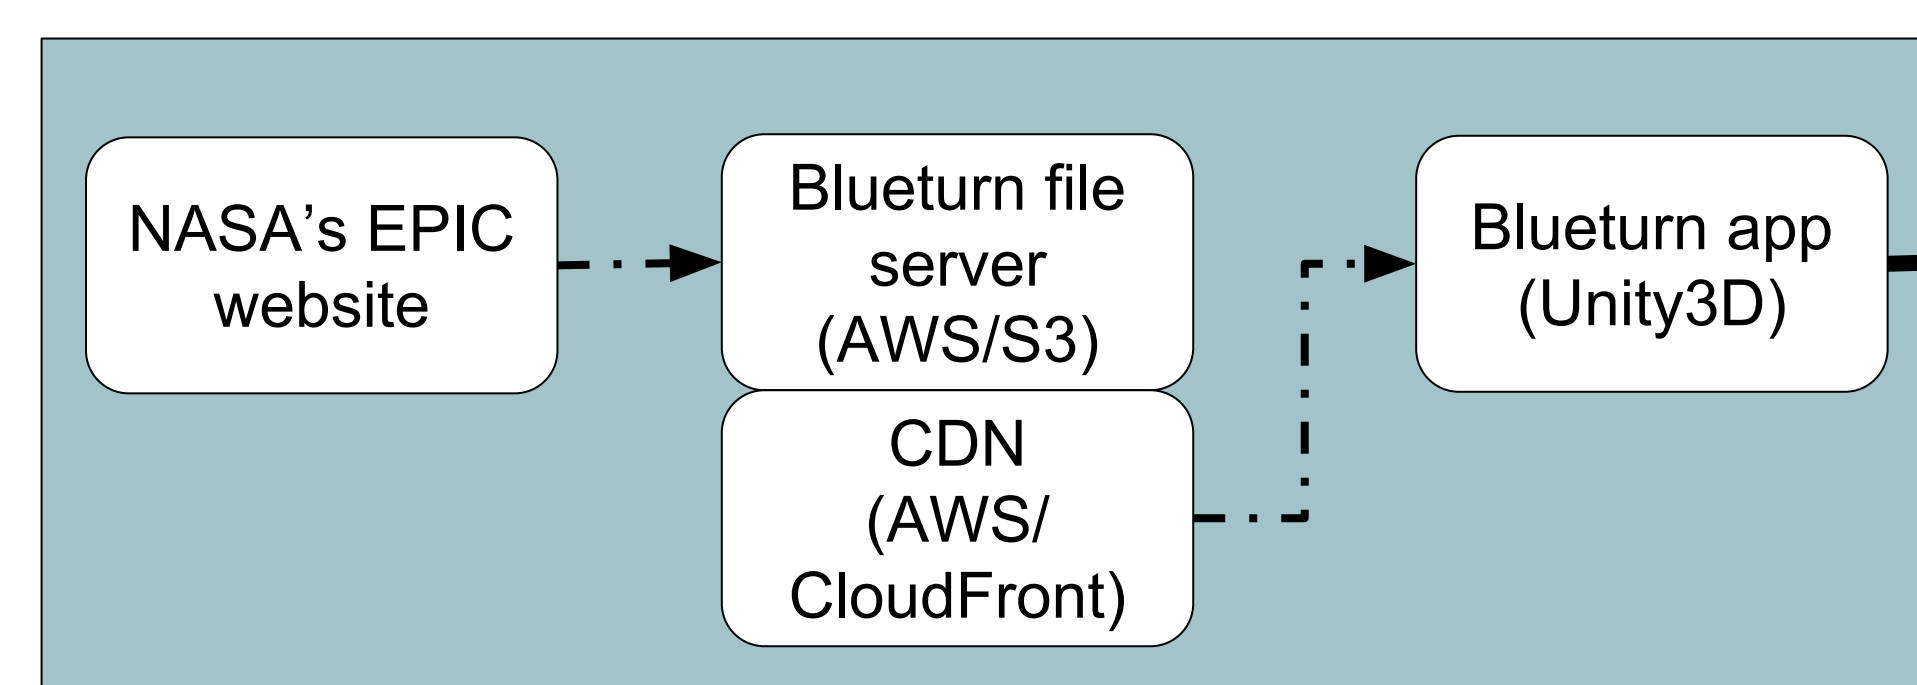 NASA’s EPIC
website
Blueturn file
server
(AWS/S3)
CDN
(AWS/
CloudFront)
Blueturn app
(Unity3D)